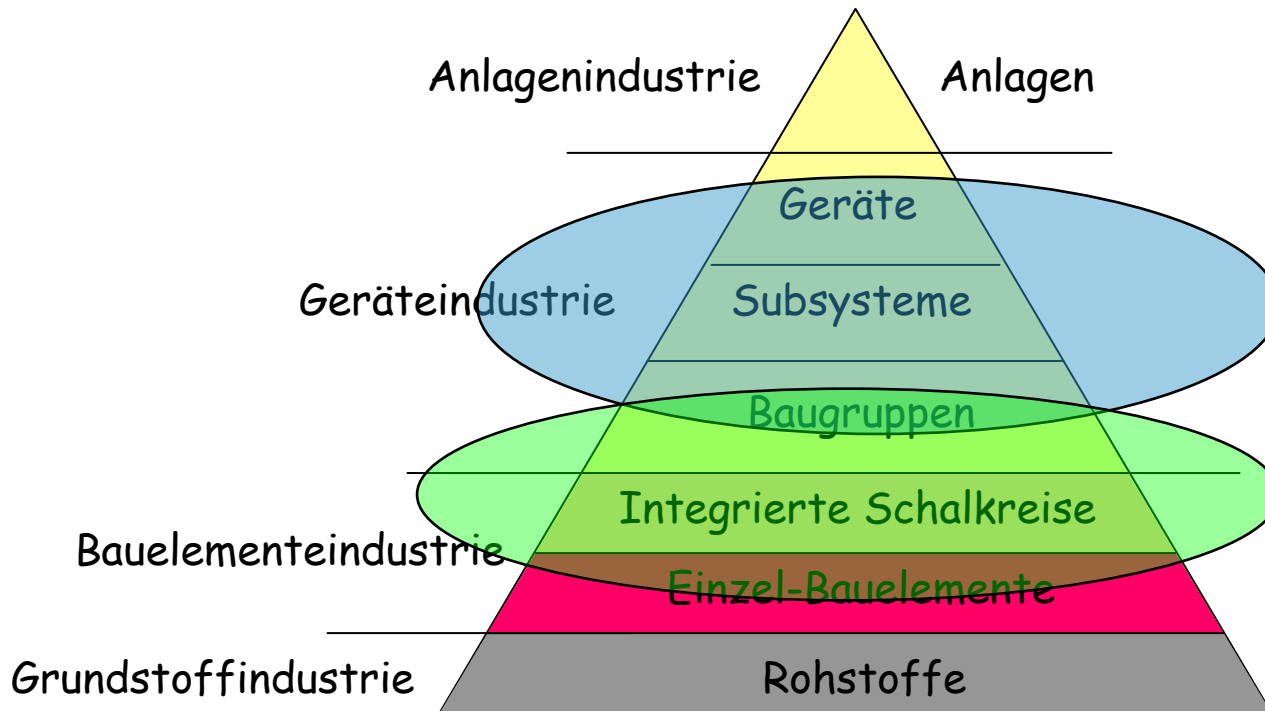 Anlagenindustrie Anlagen
Geräte
Geräteindustrie Subsysteme
Baugruppen
Integrierte Schalkreise
Bauelementeindustrie
Einzel-Bauelemente
Grundstoffindustrie Rohstoffe